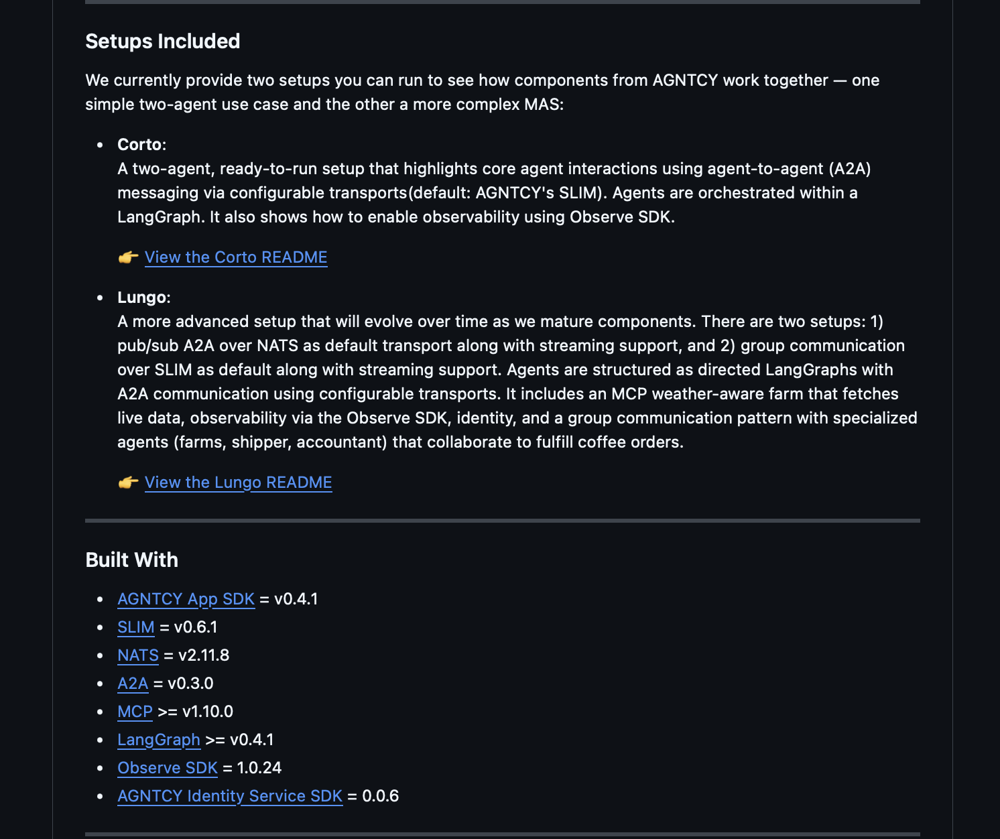 Setups Included
We currently provide two setups you can run to see how components from AGNTCY work together — one
simple two-agent use case and the other a more complex MAS:
• Corto:
A two-agent, ready-to-run setup that highlights core agent interactions using agent-to-agent (A2A)
messaging via configurable transports(default: AGNTCY's SLIM). Agents are orchestrated within a
LangGraph. It also shows how to enable observability using Observe SDK.
👉 View the Corto README
• Lungo:
A more advanced setup that will evolve over time as we mature components. There are two setups: 1)
pub/sub A2A over NATS as default transport along with streaming support, and 2) group communication
over SLIM as default along with streaming support. Agents are structured as directed LangGraphs with
A2A communication using configurable transports. It includes an MCP weather-aware farm that fetches
live data, observability via the Observe SDK, identity, and a group communication pattern with specialized
agents (farms, shipper, accountant) that collaborate to fulfill coffee orders.
👉 View the Lungo README
Built With
• AGNTCY App SDK = v0.4.1
• SLIM = v0.6.1
• NATS = v2.11.8
• A2A = v0.3.0
• MCP >= v1.10.0
• LangGraph >= v0.4.1
• Observe SDK = 1.0.24
• AGNTCY Identity Service SDK = 0.0.6